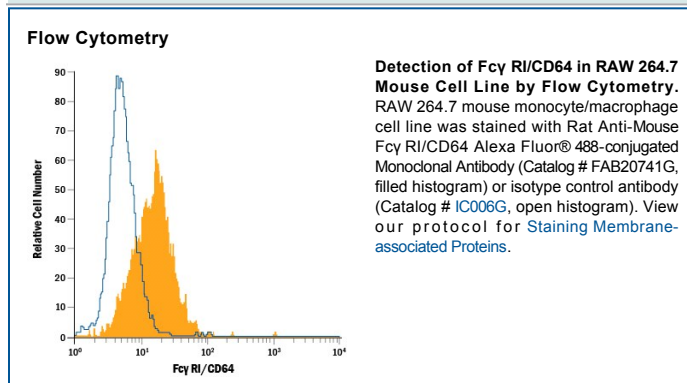 Flow Cytometry
90
80
70
60
50
40
30
20
10
0
Relative Cell Number
10⁰
10¹
10²
10³
10⁴
Fcγ RI/CD64
Detection of Fcγ RI/CD64 in RAW 264.7
Mouse Cell Line by Flow Cytometry.
RAW 264.7 mouse monocyte/macrophage
cell line was stained with Rat Anti-Mouse
Fcγ RI/CD64 Alexa Fluor® 488-conjugated
Monoclonal Antibody (Catalog # FAB20741G,
filled histogram) or isotype control antibody
(Catalog # IC006G, open histogram). View
our protocol for Staining Membrane-
associated Proteins.